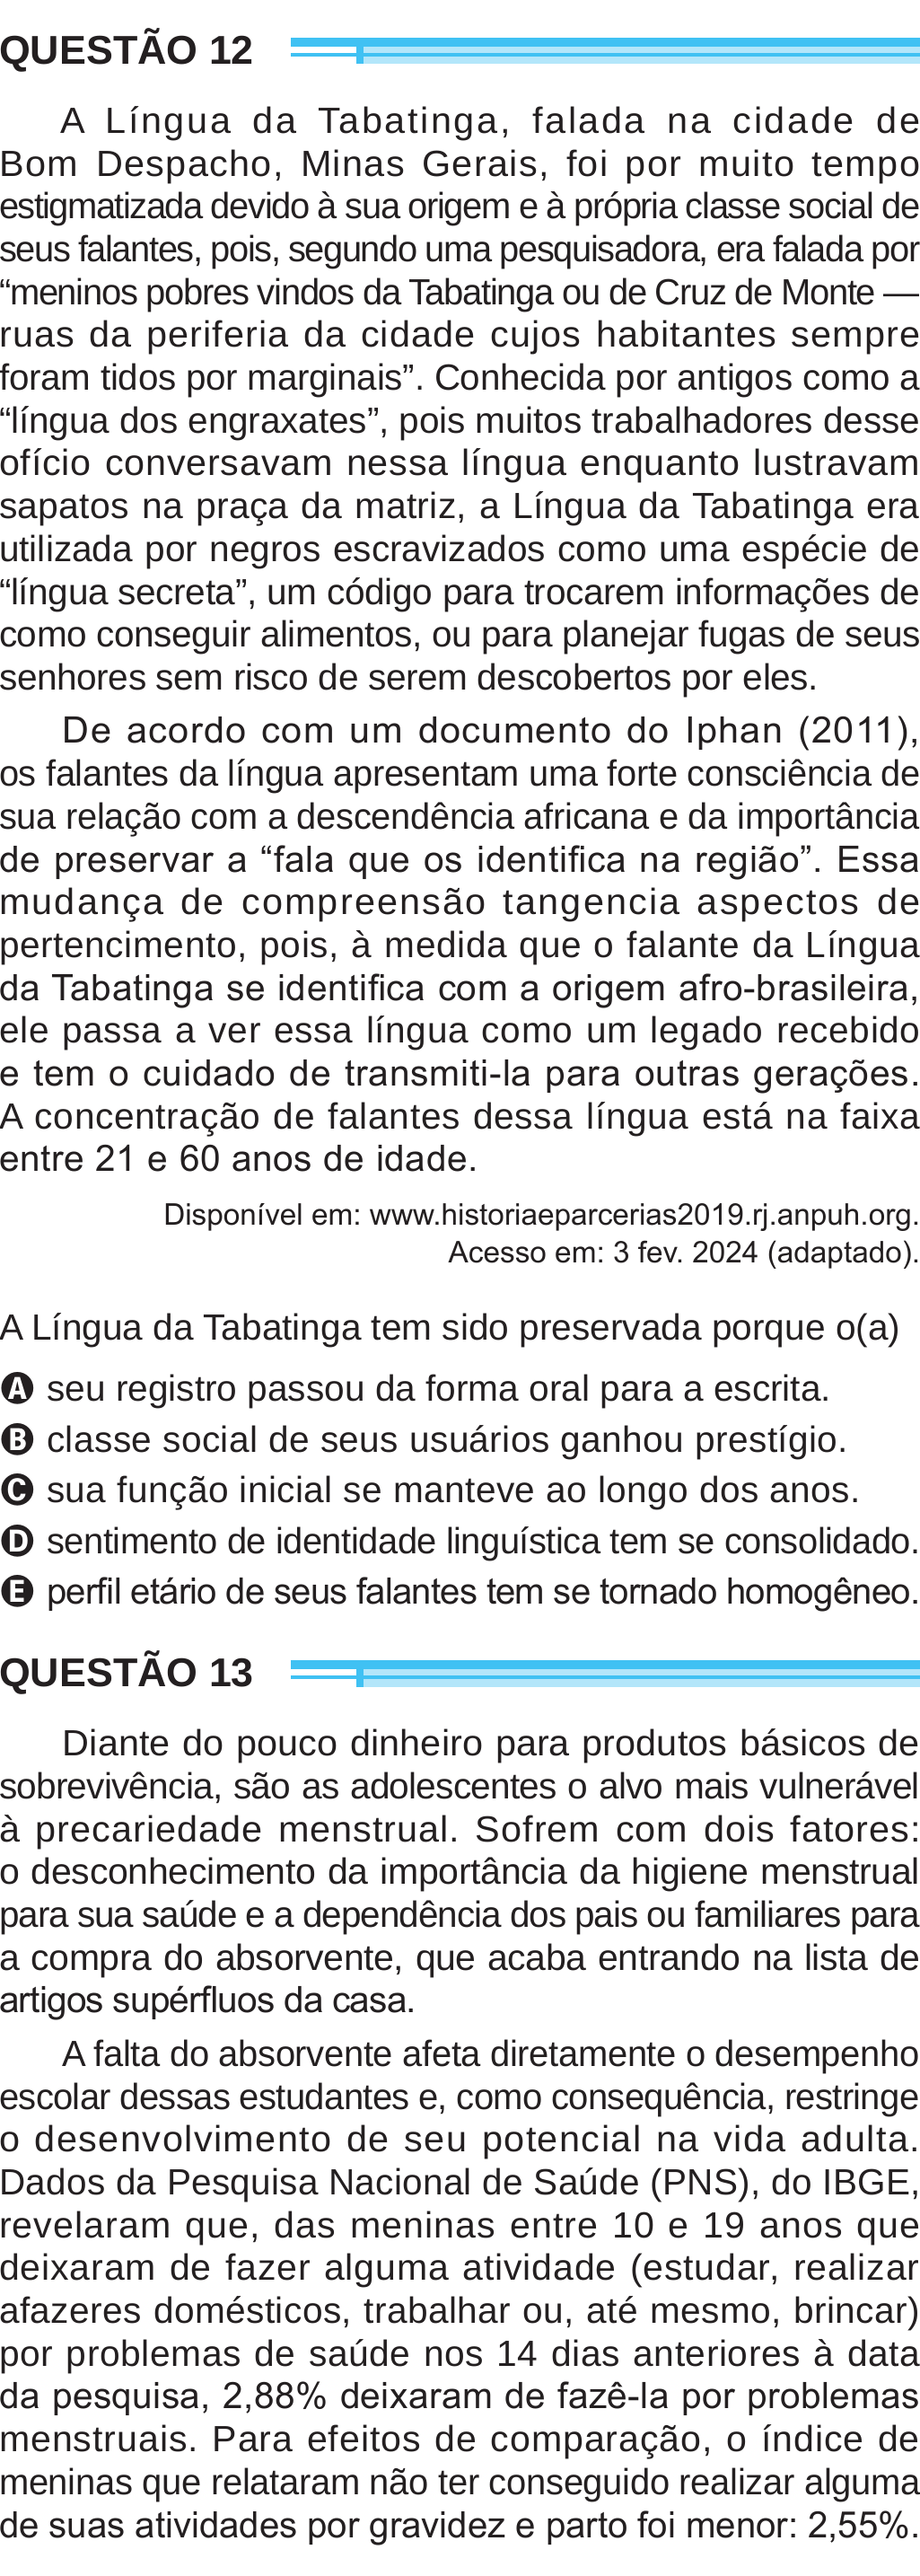 QUESTÃO 12
A Língua da Tabatinga, falada na cidade de
Bom Despacho, Minas Gerais, foi por muito tempo
estigmatizada devido à sua origem e à própria classe social de
seus falantes, pois, segundo uma pesquisadora, era falada por
“meninos pobres vindos da Tabatinga ou de Cruz de Monte —
ruas da periferia da cidade cujos habitantes sempre
foram tidos por marginais”. Conhecida por antigos como a
“língua dos engraxates”, pois muitos trabalhadores desse
ofício conversavam nessa língua enquanto lustravam
sapatos na praça da matriz, a Língua da Tabatinga era
utilizada por negros escravizados como uma espécie de
“língua secreta”, um código para trocarem informações de
como conseguir alimentos, ou para planejar fugas de seus
senhores sem risco de serem descobertos por eles.
De acordo com um documento do Iphan (2011),
os falantes da língua apresentam uma forte consciência de
sua relação com a descendência africana e da importância
de preservar a “fala que os identifica na região”. Essa
mudança de compreensão tangencia aspectos de
pertencimento, pois, à medida que o falante da Língua
da Tabatinga se identifica com a origem afro-brasileira,
ele passa a ver essa língua como um legado recebido
e tem o cuidado de transmiti-la para outras gerações.
A concentração de falantes dessa língua está na faixa
entre 21 e 60 anos de idade.
Disponível em: www.historiaeparcerias2019.rj.anpuh.org.
Acesso em: 3 fev. 2024 (adaptado).
A Língua da Tabatinga tem sido preservada porque o(a)
A seu registro passou da forma oral para a escrita.
B classe social de seus usuários ganhou prestígio.
C sua função inicial se manteve ao longo dos anos.
D sentimento de identidade linguística tem se consolidado.
E perfil etário de seus falantes tem se tornado homogêneo.
QUESTÃO 13
Diante do pouco dinheiro para produtos básicos de
sobrevivência, são as adolescentes o alvo mais vulnerável
à precariedade menstrual. Sofrem com dois fatores:
o desconhecimento da importância da higiene menstrual
para sua saúde e a dependência dos pais ou familiares para
a compra do absorvente, que acaba entrando na lista de
artigos supérfluos da casa.
A falta do absorvente afeta diretamente o desempenho
escolar dessas estudantes e, como consequência, restringe
o desenvolvimento de seu potencial na vida adulta.
Dados da Pesquisa Nacional de Saúde (PNS), do IBGE,
revelaram que, das meninas entre 10 e 19 anos que
deixaram de fazer alguma atividade (estudar, realizar
afazeres domésticos, trabalhar ou, até mesmo, brincar)
por problemas de saúde nos 14 dias anteriores à data
da pesquisa, 2,88% deixaram de fazê-la por problemas
menstruais. Para efeitos de comparação, o índice de
meninas que relataram não ter conseguido realizar alguma
de suas atividades por gravidez e parto foi menor: 2,55%.